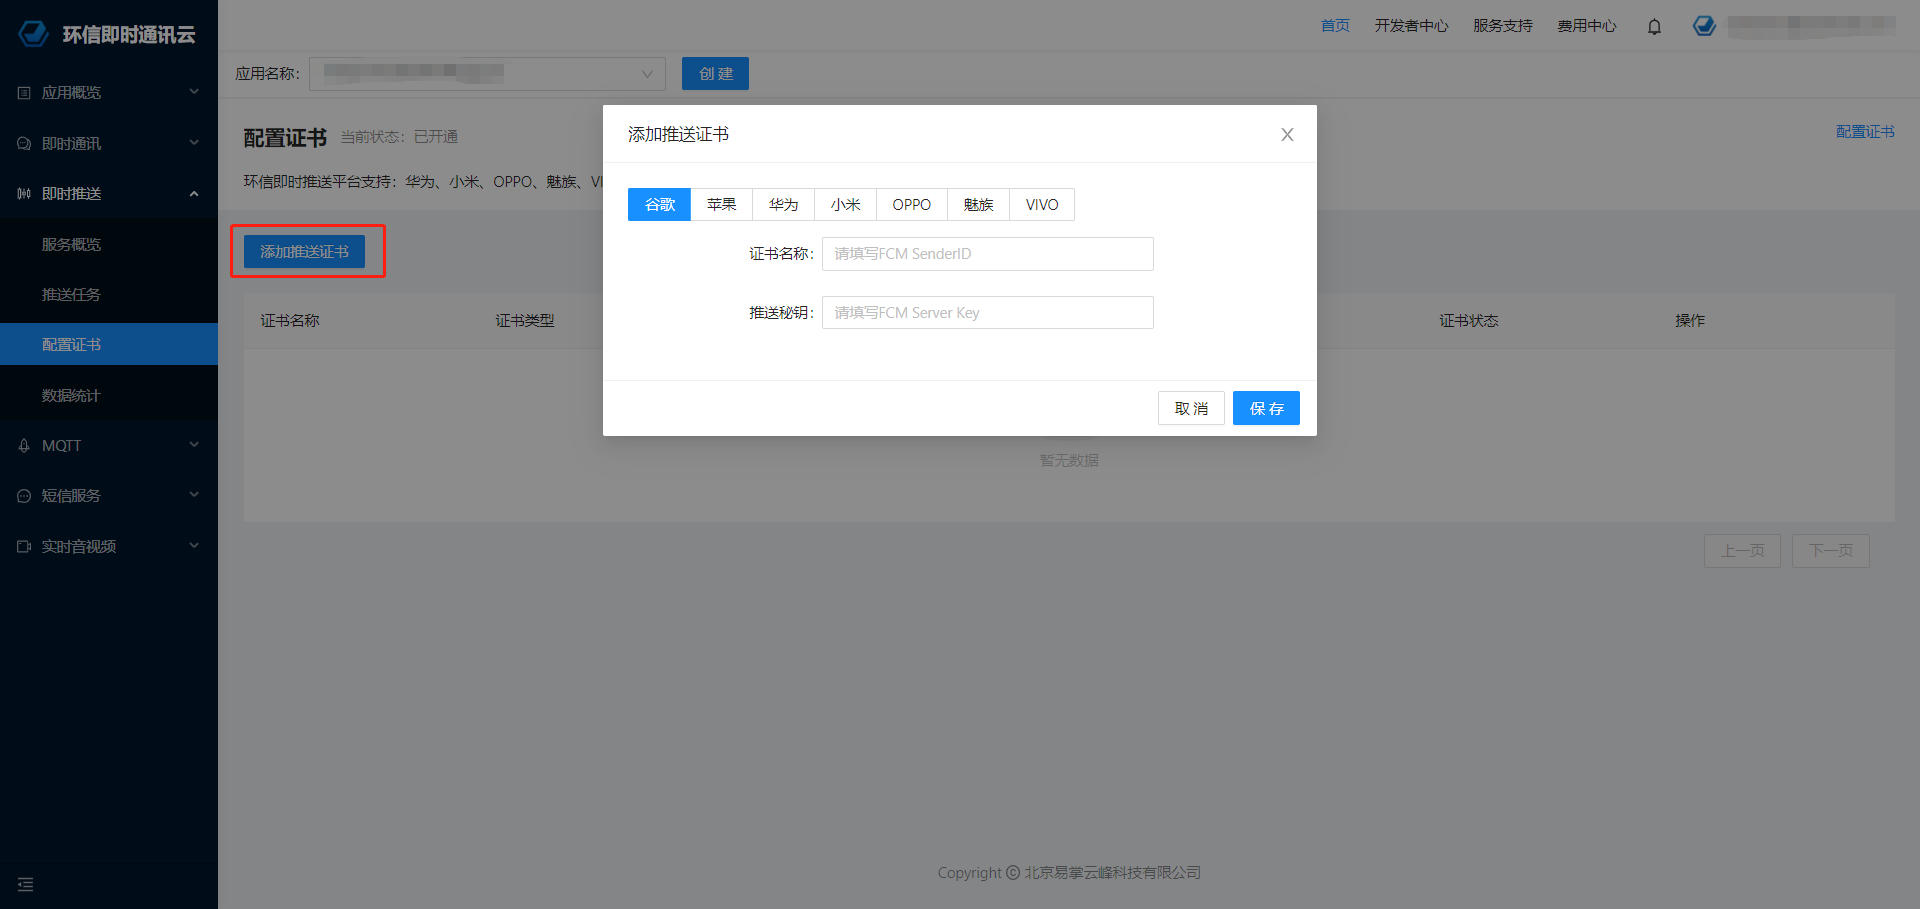 环信即时通讯云
首页 开发者中心 服务支持 费用中心
应用名称：
创 建
应用概览
即时通讯
即时推送
服务概览
推送任务
配置证书
数据统计
MQTT
短信服务
实时音视频
配置证书 当前状态：已开通
配置证书
环信即时推送平台支持：华为、小米、OPPO、魅族、VI
添加推送证书
证书名称 证书类型 证书状态 操作
添加推送证书
谷歌 苹果 华为 小米 OPPO 魅族 VIVO
证书名称： 请填写FCM SenderID
推送秘钥： 请填写FCM Server Key
取 消 保 存
暂无数据
上一页 下一页
Copyright © 北京易掌云峰科技有限公司